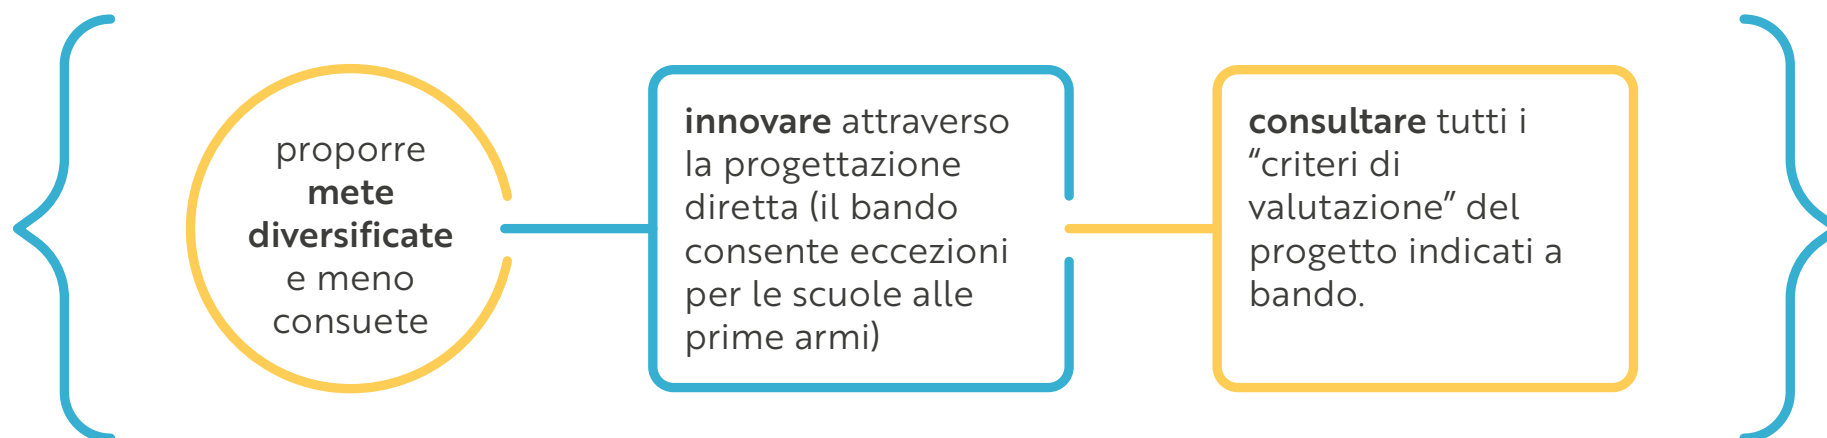 proporre
mete
diversificate
e meno
consuete
innovare attraverso
la progettazione
diretta (il bando
consente eccezioni
per le scuole alle
prime armi)
consultare tutti i
“criteri di
valutazione” del
progetto indicati a
bando.